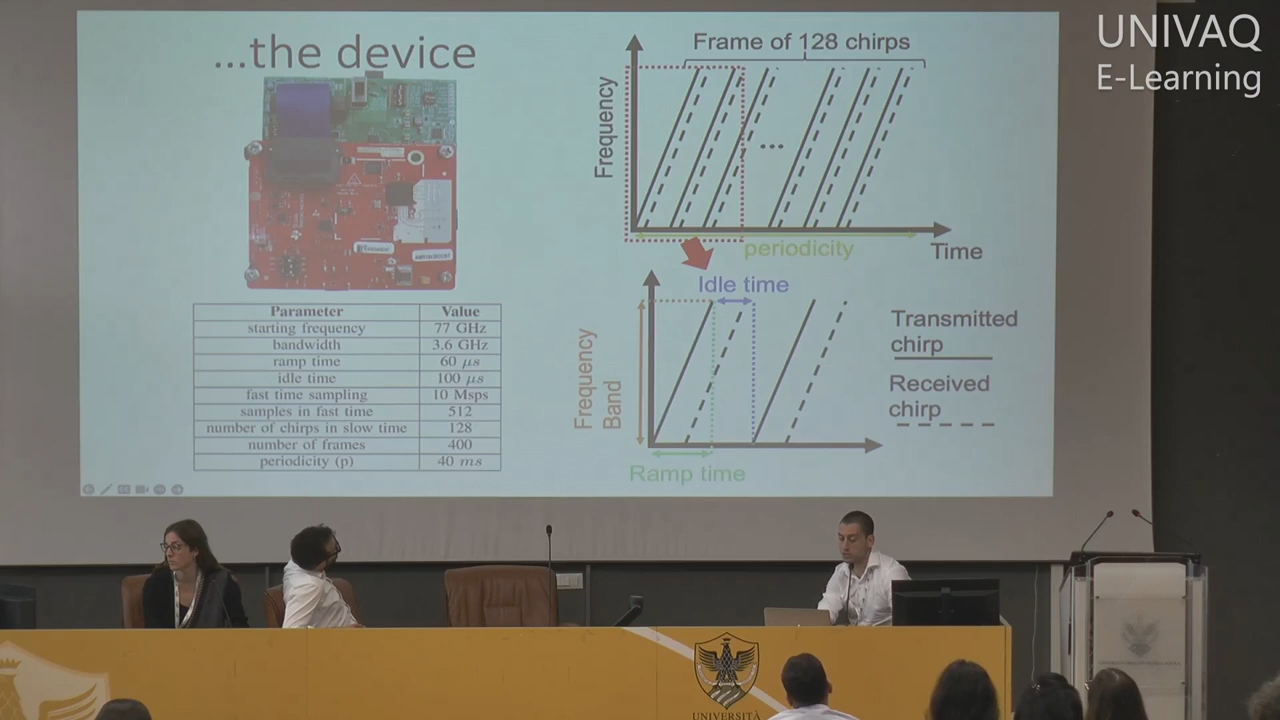 ...the device
UNIVAQ
E-Learning
Frame of 128 chirps
Frequency
...
periodicity
Time
Idle time
Frequency
Band
Ramp time
Transmitted
chirp
Received
chirp
Parameter Value
starting frequency 77 GHz
bandwidth 3.6 GHz
ramp time 60 μs
idle time 100 μs
fast time sampling 10 Msps
samples in fast time 512
number of chirps in slow time 128
number of frames 400
periodicity (p) 40 ms
UNIVERSITÀ